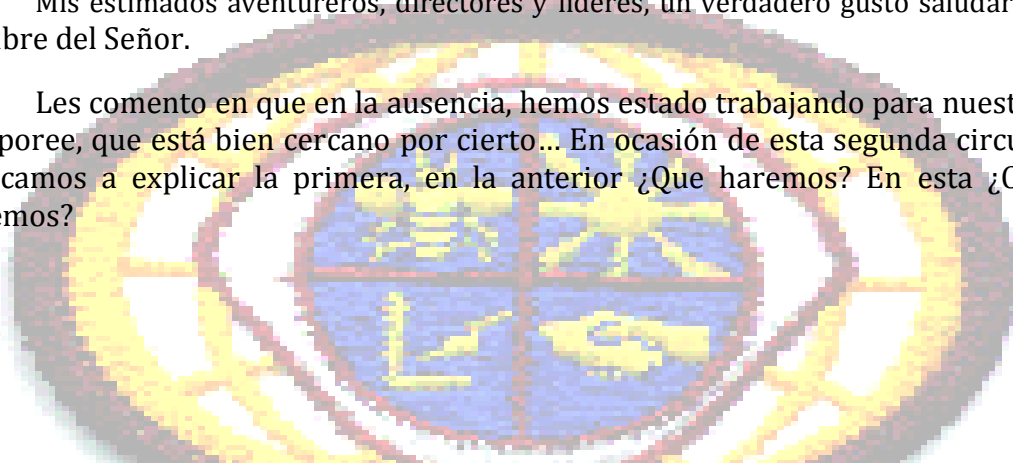 Mis estimados aventureros, directores y líderes, un verdadero gusto saludar
bre del Señor.
Les comento en que en la ausencia, hemos estado trabajando para nuest
poree, que está bien cercano por cierto... En ocasión de esta segunda circu
camos a explicar la primera, en la anterior ¿Que haremos? En esta ¿
emos?